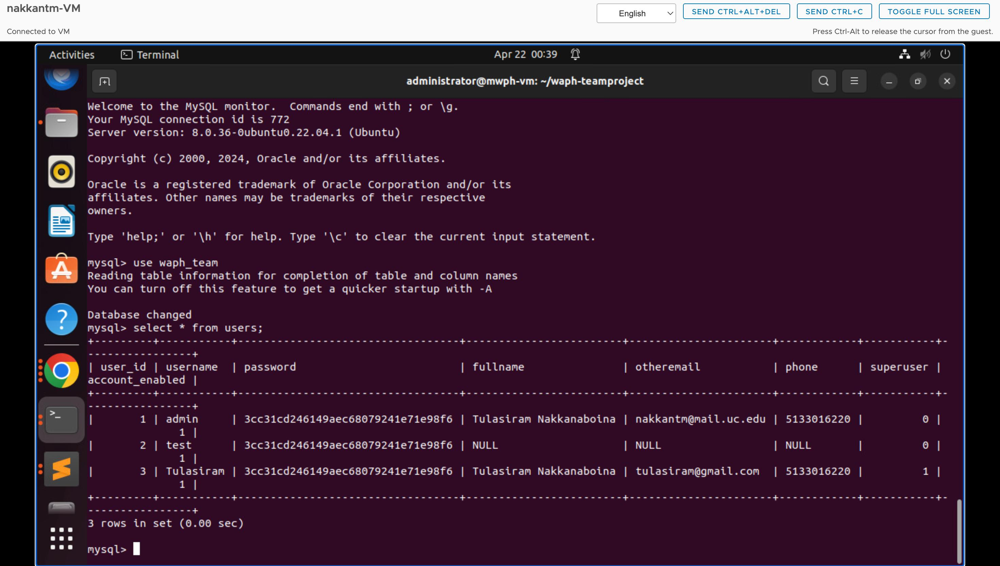 nakkantm-VM
English
SEND CTRL+ALT+DEL
SEND CTRL+C
TOGGLE FULL SCREEN
Connected to VM
Press Ctrl-Alt to release the cursor from the guest.
Activities
Terminal
Apr 22 00:39
administrator@mwph-vm: ~/waph-teamproject
Welcome to the MySQL monitor.  Commands end with ; or \g.
Your MySQL connection id is 772
Server version: 8.0.36-0ubuntu0.22.04.1 (Ubuntu)
Copyright (c) 2000, 2024, Oracle and/or its affiliates.
Oracle is a registered trademark of Oracle Corporation and/or its
affiliates. Other names may be trademarks of their respective
owners.
Type 'help;' or '\h' for help. Type '\c' to clear the current input statement.
mysql> use waph_team
Reading table information for completion of table and column names
You can turn off this feature to get a quicker startup with -A
Database changed
mysql> select * from users;
+---------+-----------+----------------------------------+------------------------+----------------------+------------+-----------+-
----------------+
| user_id | username  | password                         | fullname               | otheremail           | phone      | superuser |
account_enabled |
+---------+-----------+----------------------------------+------------------------+----------------------+------------+-----------+-
----------------+
|       1 | admin     | 3cc31cd246149aec68079241e71e98f6 | Tulasiram Nakkanaboina | nakkantm@mail.uc.edu | 5133016220 |         0 |
              1 |
|       2 | test      | 3cc31cd246149aec68079241e71e98f6 | NULL                   | NULL                 | NULL       |         0 |
              1 |
|       3 | Tulasiram | 3cc31cd246149aec68079241e71e98f6 | Tulasiram Nakkanaboina | tulasiram@gmail.com  | 5133016220 |         1 |
              1 |
+---------+-----------+----------------------------------+------------------------+----------------------+------------+-----------+-
----------------+
3 rows in set (0.00 sec)
mysql>